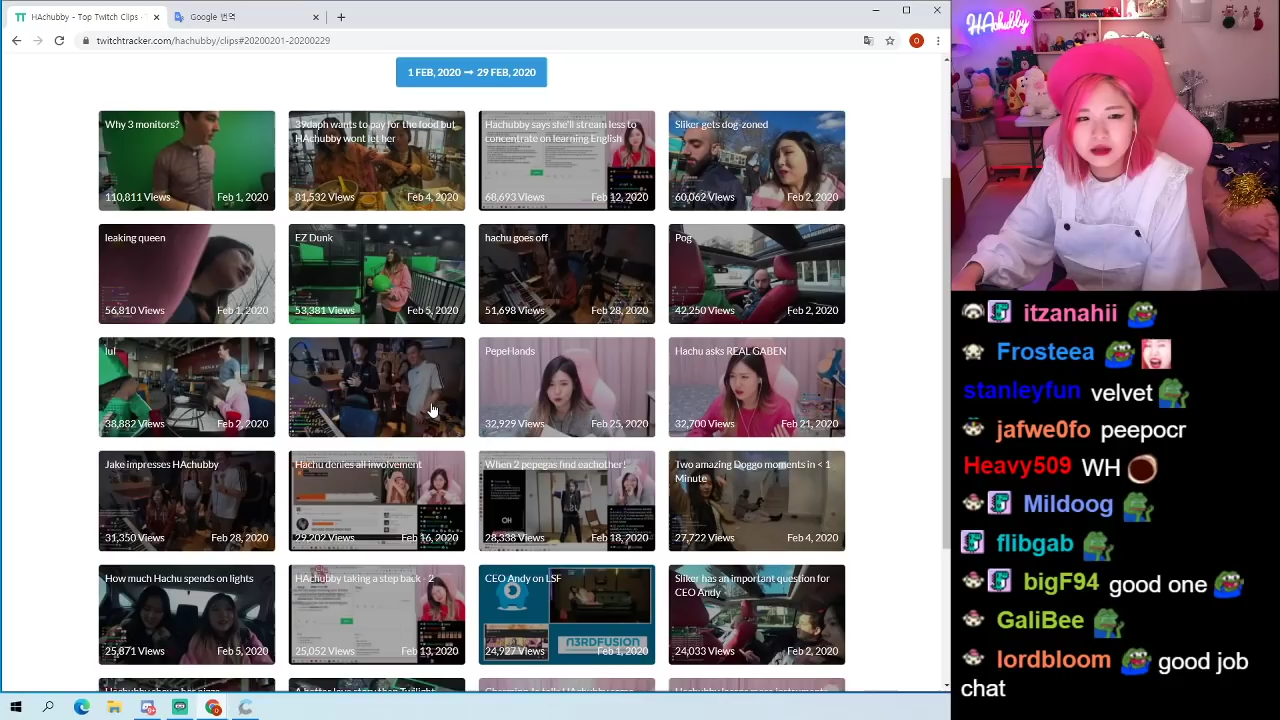 HAchubby - Top Twitch Clips -
Google 번역
twitchtracker.com/hachubby/clips#20200201-20200229
1 FEB, 2020 → 29 FEB, 2020
Why 3 monitors?
110,811 Views
Feb 1, 2020
39daph wants to pay for the food but
HAchubby wont let her
81,532 Views
Feb 4, 2020
Hachubby says she'll stream less to
concentrate on learning English
68,693 Views
Feb 12, 2020
Sliker gets dog-zoned
60,062 Views
Feb 2, 2020
leaking queen
56,810 Views
Feb 1, 2020
EZ Dunk
53,381 Views
Feb 5, 2020
hachu goes off
51,698 Views
Feb 28, 2020
Pog
42,250 Views
Feb 2, 2020
lul
38,882 Views
Feb 2, 2020
PepeHands
32,929 Views
Feb 25, 2020
Hachu asks REAL GABEN
32,700 Views
Feb 21, 2020
Jake impresses HAchubby
31,350 Views
Feb 28, 2020
Hachu denies all involvement
29,202 Views
Feb 16, 2020
When 2 pepegas find eachother!
OH
28,338 Views
Feb 18, 2020
Two amazing Doggo moments in < 1
Minute
27,722 Views
Feb 4, 2020
How much Hachu spends on lights
25,871 Views
Feb 5, 2020
HAchubby taking a step back - 2
25,052 Views
Feb 13, 2020
CEO Andy on LSF
N3RDFUSION
24,927 Views
Feb 1, 2020
Sliker has an important question for
CEO Andy
24,033 Views
Feb 2, 2020
HAchubby
itzanahii
Frosteea
stanleyfun velvet
jafwe0fo peepocr
Heavy509 WH
Mildoog
flibgab
bigF94 good one
GaliBee
lordbloom good job
chat